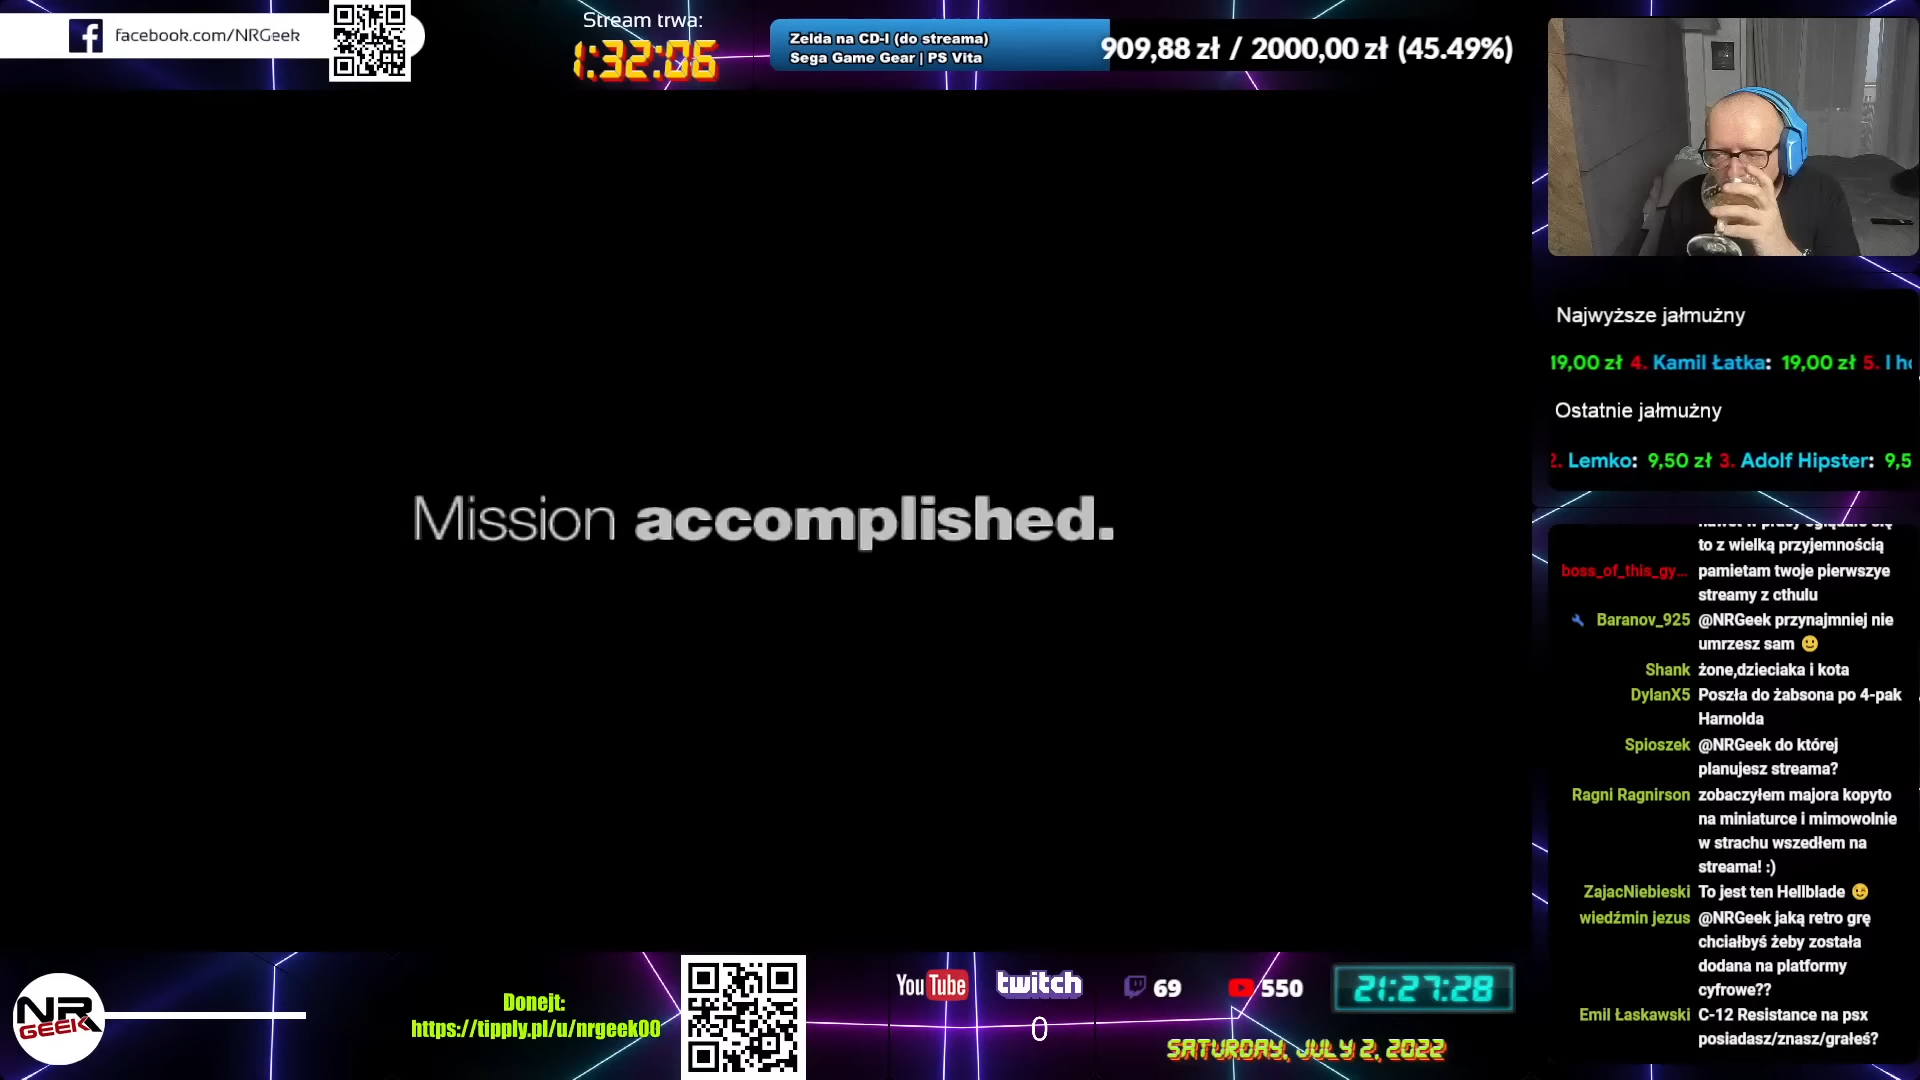 facebook.com/NRGeek
Stream trwa:
1:32:06
Zelda na CD-I (do streama)
Sega Game Gear | PS Vita
909,88 zł / 2000,00 zł (45.49%)
Najwyższe jałmużny
19,00 zł 4. Kamil Łatka: 19,00 zł 5. I
Ostatnie jałmużny
2. Lemko: 9,50 zł 3. Adolf Hipster: 9,5
Mission accomplished.
to z wielką przyjemnością
boss_of_this_gy... pamietam twoje pierwszye
streamy z cthulu
Baranov_925 @NRGeek przynajmniej nie
umrzesz sam 🙂
Shank żone,dzieciaka i kota
DylanX5 Poszła do żabsona po 4-pak
Harnolda
Spioszek @NRGeek do której
planujesz streama?
Ragni Ragnirson zobaczyłem majora kopyto
na miniaturce i mimowolnie
w strachu wszedłem na
streama! :)
ZajacNiebieski To jest ten Hellblade 😉
wiedźmin jezus @NRGeek jaką retro grę
chciałbyś żeby została
dodana na platformy
cyfrowe??
Emil Łaskawski C-12 Resistance na psx
posiadasz/znasz/grałeś?
NR
GEEK
Donejt:
https://tipply.pl/u/nrgeek00
YouTube
twitch
69
550
21:27:28
0
SATURDAY, JULY 2, 2022